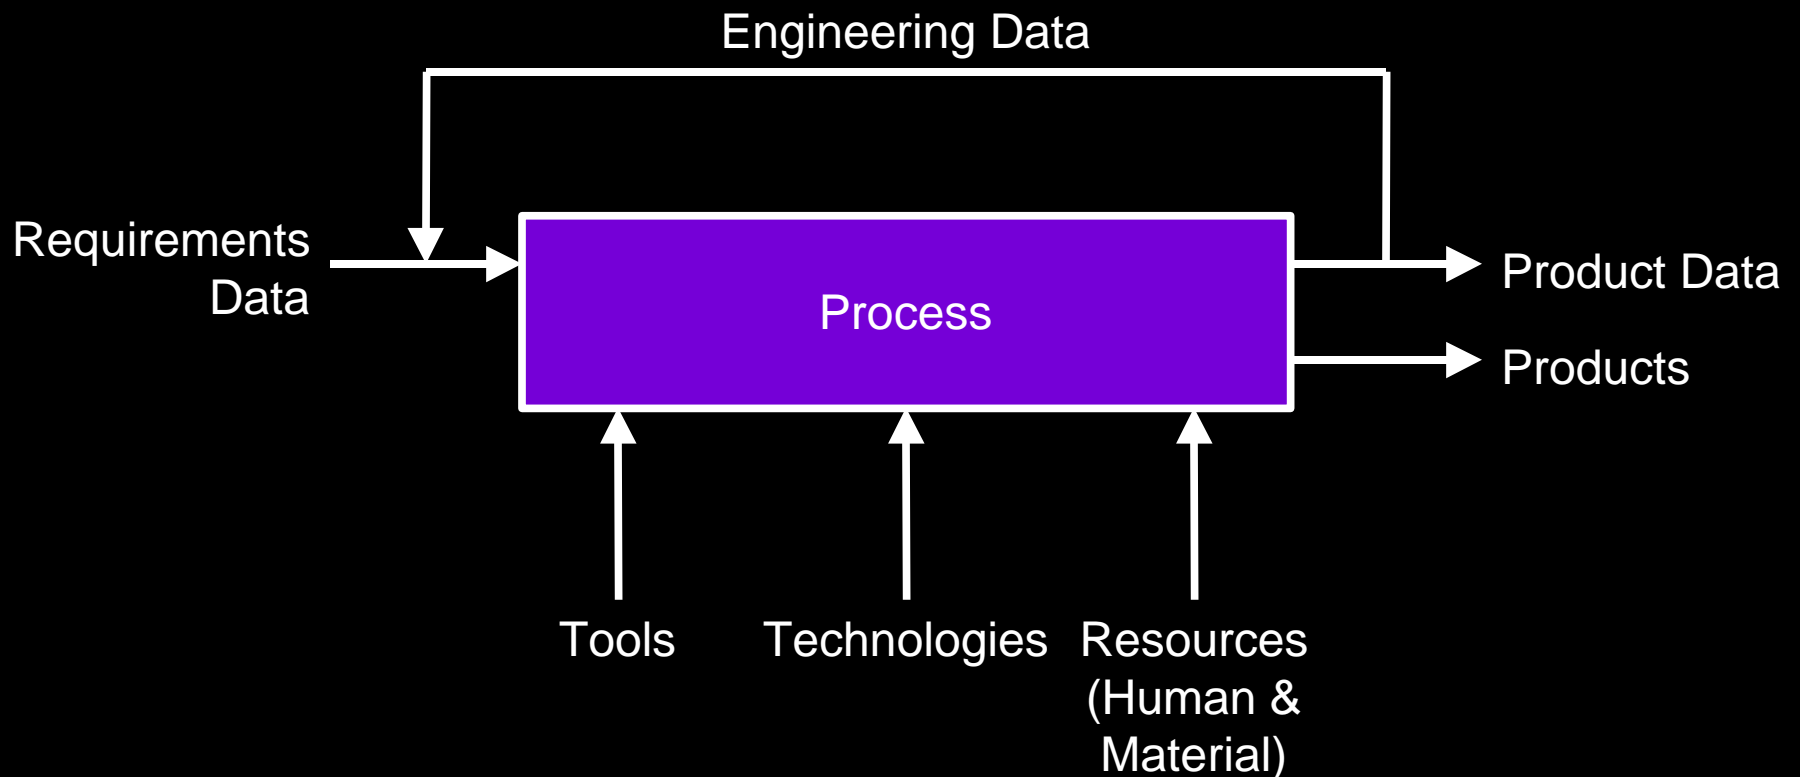 Engineering Data
Requirements
Data
Process
Product Data
Products
Tools
Technologies
Resources
(Human &
Material)